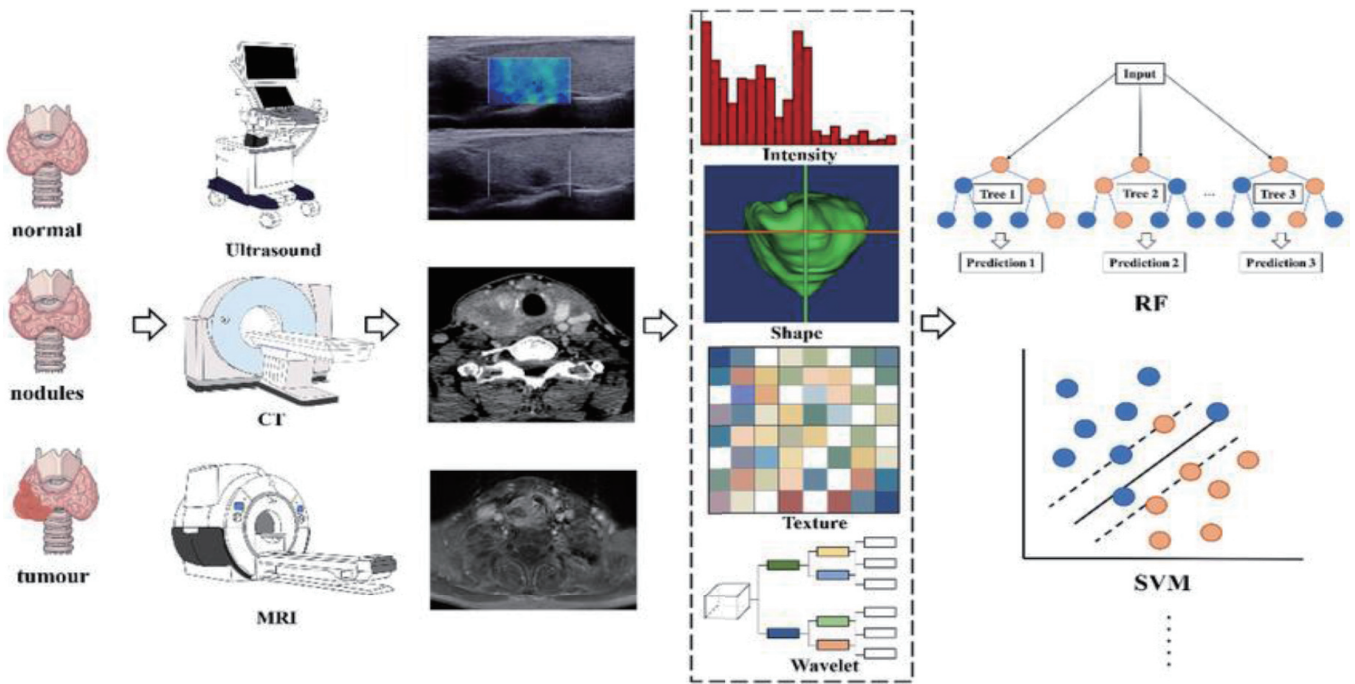 normal
nodules
tumour
Ultrasound
CT
MRI
Intensity
Shape
Texture
Wavelet
Input
Tree 1
Tree 2
...
Tree 3
Prediction 1
Prediction 2
Prediction 3
RF
SVM